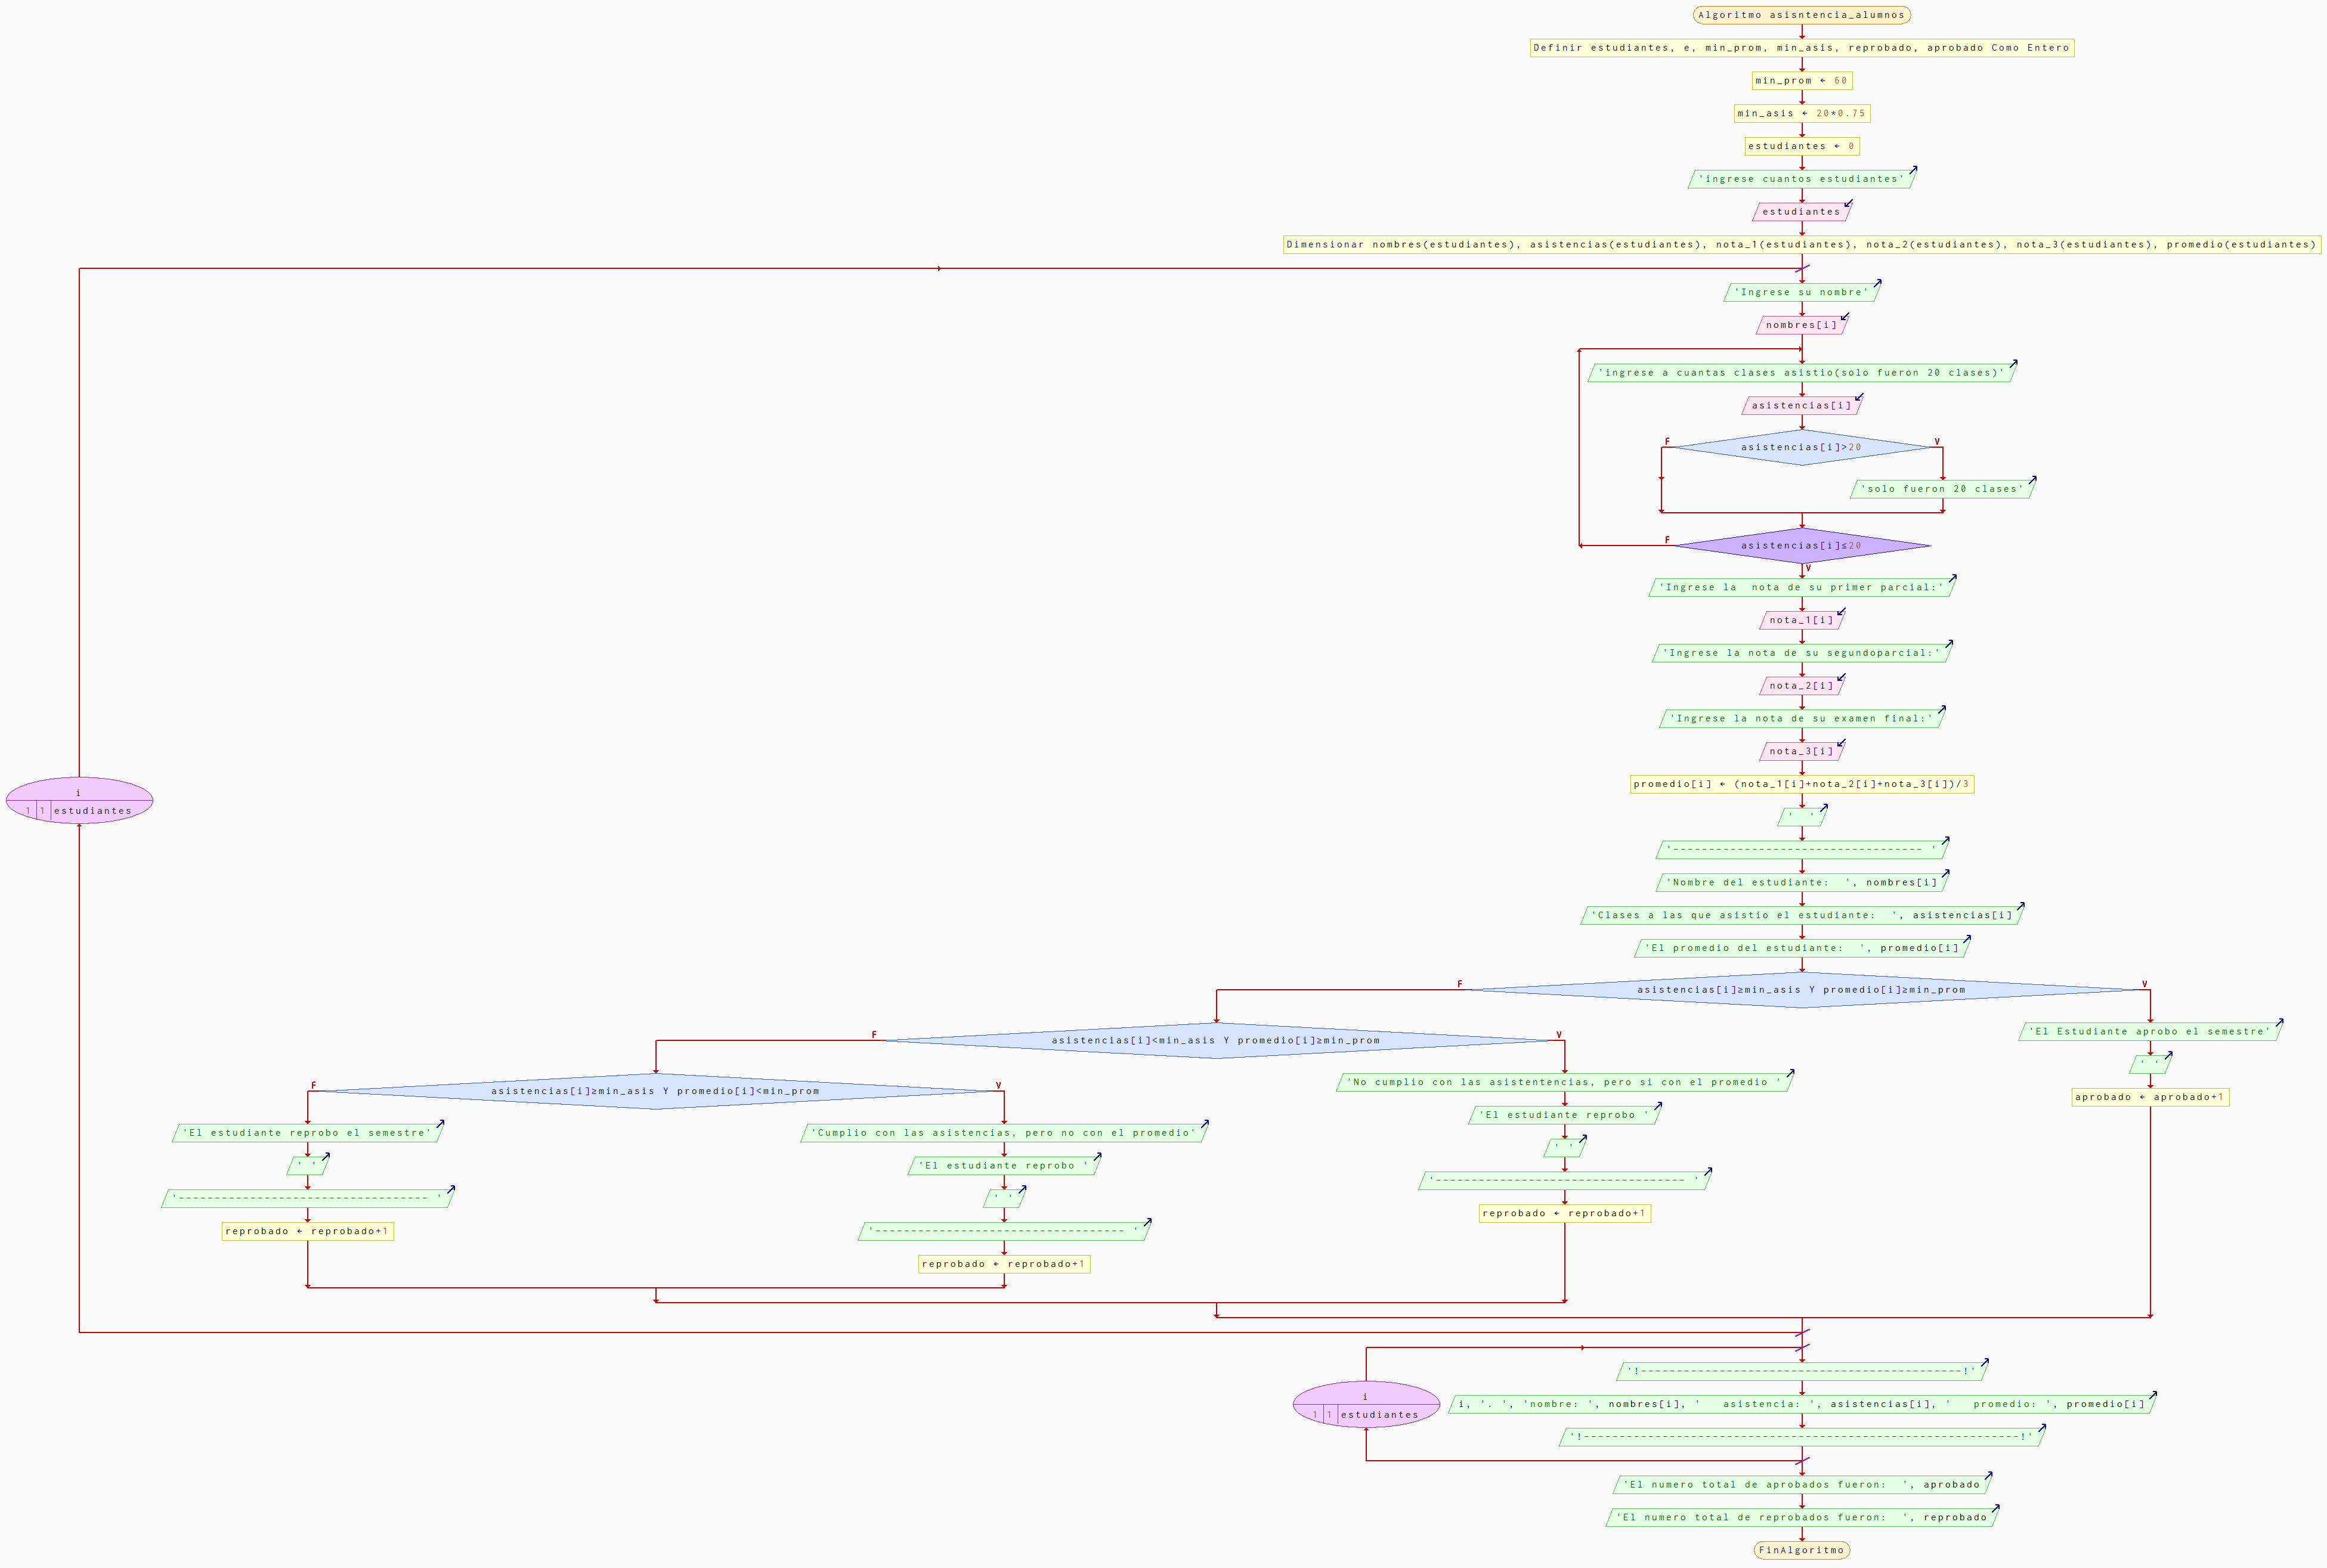 Algoritmo asisntencia_alumnos
Definir estudiantes, e, min_prom, min_asis, reprobado, aprobado Como Entero
min_prom ← 60
min_asis ← 20*0.75
estudiantes ← 0
'ingrese cuantos estudiantes'
estudiantes
Dimensionar nombres(estudiantes), asistencias(estudiantes), nota_1(estudiantes), nota_2(estudiantes), nota_3(estudiantes), promedio(estudiantes)
'Ingrese su nombre'
nombres[i]
'ingrese a cuantas clases asistio(solo fueron 20 clases)'
asistencias[i]
F
asistencias[i]>20
V
'solo fueron 20 clases'
F
asistencias[i]≤20
V
'Ingrese la  nota de su primer parcial:'
nota_1[i]
'Ingrese la nota de su segundoparcial:'
nota_2[i]
'Ingrese la nota de su examen final:'
nota_3[i]
promedio[i] ← (nota_1[i]+nota_2[i]+nota_3[i])/3
i
1 1 estudiantes
'  '
'----------------------------------- '
'Nombre del estudiante:  ', nombres[i]
'Clases a las que asistio el estudiante:  ', asistencias[i]
'El promedio del estudiante:  ', promedio[i]
F
asistencias[i]≥min_asis Y promedio[i]≥min_prom
V
F
asistencias[i]<min_asis Y promedio[i]≥min_prom
V
'El Estudiante aprobo el semestre'
' '
aprobado ← aprobado+1
F
asistencias[i]≥min_asis Y promedio[i]<min_prom
V
'No cumplio con las asistentencias, pero si con el promedio '
'El estudiante reprobo '
' '
'----------------------------------- '
reprobado ← reprobado+1
'El estudiante reprobo el semestre'
' '
'----------------------------------- '
reprobado ← reprobado+1
'Cumplio con las asistencias, pero no con el promedio'
'El estudiante reprobo '
' '
'----------------------------------- '
reprobado ← reprobado+1
'!---------------------------------------------!'
i
1 1 estudiantes
i, '. ', 'nombre: ', nombres[i], '   asistencia: ', asistencias[i], '   promedio: ', promedio[i]
'!-------------------------------------------------------------!'
'El numero total de aprobados fueron:  ', aprobado
'El numero total de reprobados fueron:  ', reprobado
FinAlgoritmo